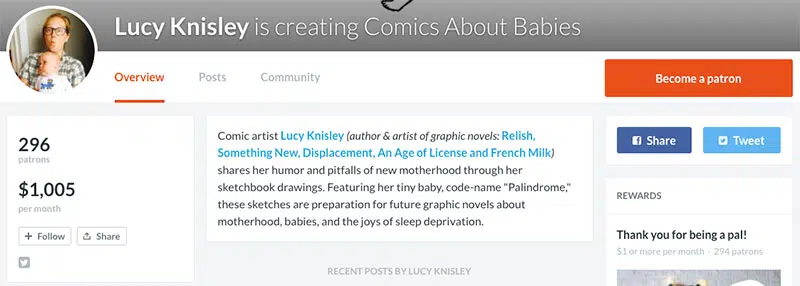 Lucy Knisley is creating Comics About Babies
Overview
Posts
Community
Become a patron
296
patrons
$1,005
per month
+ Follow
Share
Comic artist Lucy Knisley (author & artist of graphic novels: Relish,
Something New, Displacement, An Age of License and French Milk)
shares her humor and pitfalls of new motherhood through her
sketchbook drawings. Featuring her tiny baby, code-name "Palindrome,"
these sketches are preparation for future graphic novels about
motherhood, babies, and the joys of sleep deprivation.
RECENT POSTS BY LUCY KNISLEY
Share
Tweet
REWARDS
Thank you for being a pal!
$1 or more per month · 294 patrons